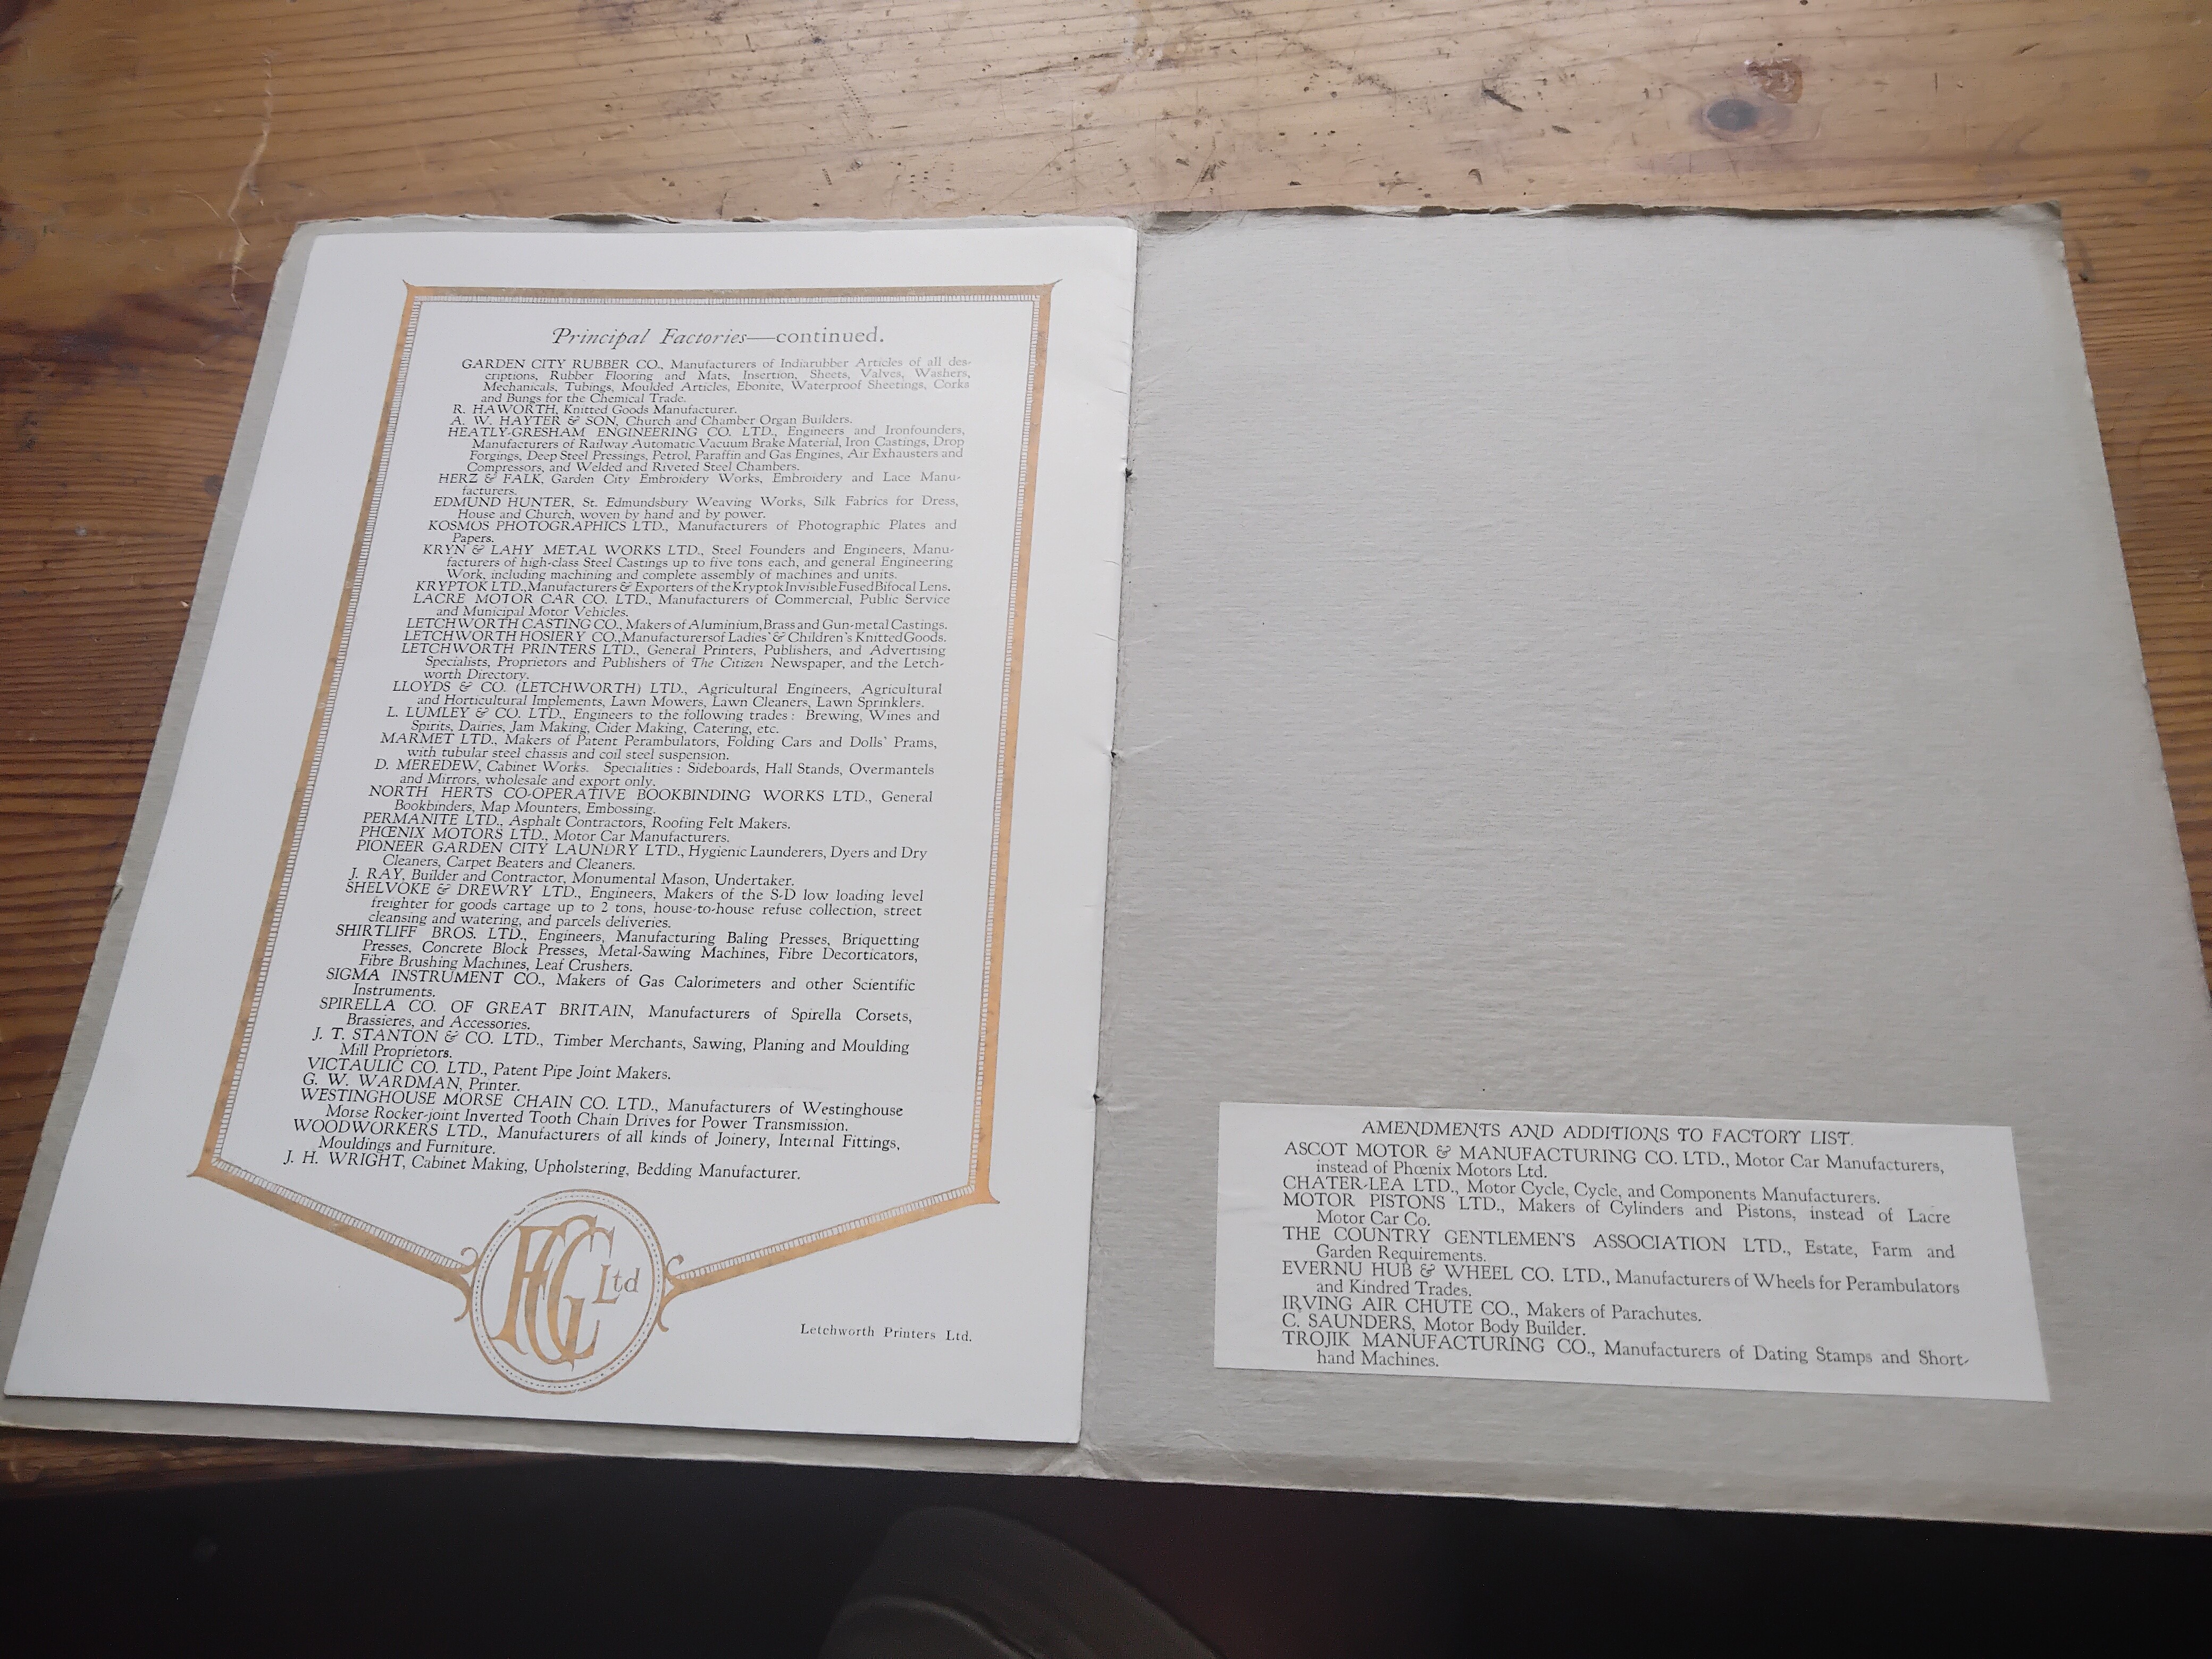 Principal Factories—continued.
GARDEN CITY RUBBER CO., Manufacturers of Indiarubber Articles of all des-
criptions, Rubber Flooring and Mats, Insertion, Sheets, Valves, Washers,
Mechanicals, Tubings, Moulded Articles, Ebonite, Waterproof Sheetings, Corks
and Bungs for the Chemical Trade.
R. HAWORTH, Knitted Goods Manufacturer.
A. W. HAYTER & SON, Church and Chamber Organ Builders.
HEATLY-GRESHAM ENGINEERING CO. LTD., Engineers and Ironfounders,
Manufacturers of Railway Automatic Vacuum Brake Material, Iron Castings, Drop
Forgings, Deep Steel Pressings, Petrol, Paraffin and Gas Engines, Air Exhausters and
Compressors, and Welded and Riveted Steel Chambers.
HERZ & FALK, Garden City Embroidery Works, Embroidery and Lace Manu-
facturers.
EDMUND HUNTER, St. Edmundsbury Weaving Works, Silk Fabrics for Dress,
House and Church, woven by hand and by power.
KOSMOS PHOTOGRAPHICS LTD., Manufacturers of Photographic Plates and
Papers.
KRYN & LAHY METAL WORKS LTD., Steel Founders and Engineers, Manu-
facturers of high-class Steel Castings up to five tons each, and general Engineering
Work, including machining and complete assembly of machines and units.
KRYPTOK LTD., Manufacturers & Exporters of the Kryptok Invisible Fused Bifocal Lens.
LACRE MOTOR CAR CO. LTD., Manufacturers of Commercial, Public Service
and Municipal Motor Vehicles.
LETCHWORTH CASTING CO., Makers of Aluminium, Brass and Gun-metal Castings.
LETCHWORTH HOSIERY CO., Manufacturers of Ladies' & Children's Knitted Goods.
LETCHWORTH PRINTERS LTD., General Printers, Publishers, and Advertising
Specialists, Proprietors and Publishers of The Citizen Newspaper, and the Letch-
worth Directory.
LLOYDS & CO. (LETCHWORTH) LTD., Agricultural Engineers, Agricultural
and Horticultural Implements, Lawn Mowers, Lawn Cleaners, Lawn Sprinklers.
L. LUMLEY & CO. LTD., Engineers to the following trades: Brewing, Wines and
Spirits, Dairies, Jam Making, Cider Making, Catering, etc.
MARMET LTD., Makers of Patent Perambulators, Folding Cars and Dolls' Prams,
with tubular steel chassis and coil steel suspension.
D. MEREDEW, Cabinet Works. Specialities: Sideboards, Hall Stands, Overmantels
and Mirrors, wholesale and export only.
NORTH HERTS CO-OPERATIVE BOOKBINDING WORKS LTD., General
Bookbinders, Map Mounters, Embossing.
PERMANITE LTD., Asphalt Contractors, Roofing Felt Makers.
PHŒNIX MOTORS LTD., Motor Car Manufacturers.
PIONEER GARDEN CITY LAUNDRY LTD., Hygienic Launderers, Dyers and Dry
Cleaners, Carpet Beaters and Cleaners.
J. RAY, Builder and Contractor, Monumental Mason, Undertaker.
SHELVOKE & DREWRY LTD., Engineers, Makers of the S-D low loading level
freighter for goods cartage up to 2 tons, house-to-house refuse collection, street
cleansing and watering, and parcels deliveries.
SHIRTLIFF BROS. LTD., Engineers, Manufacturing Baling Presses, Briquetting
Presses, Concrete Block Presses, Metal-Sawing Machines, Fibre Decorticators,
Fibre Brushing Machines, Leaf Crushers.
SIGMA INSTRUMENT CO., Makers of Gas Calorimeters and other Scientific
Instruments.
SPIRELLA CO. OF GREAT BRITAIN, Manufacturers of Spirella Corsets,
Brassieres, and Accessories.
J. T. STANTON & CO. LTD., Timber Merchants, Sawing, Planing and Moulding
Mill Proprietors.
VICTAULIC CO. LTD., Patent Pipe Joint Makers.
G. W. WARDMAN, Printer.
WESTINGHOUSE MORSE CHAIN CO. LTD., Manufacturers of Westinghouse
Morse Rocker-joint Inverted Tooth Chain Drives for Power Transmission.
WOODWORKERS LTD., Manufacturers of all kinds of Joinery, Internal Fittings,
Mouldings and Furniture.
J. H. WRIGHT, Cabinet Making, Upholstering, Bedding Manufacturer.
FGC Ltd
Letchworth Printers Ltd.
AMENDMENTS AND ADDITIONS TO FACTORY LIST.
ASCOT MOTOR & MANUFACTURING CO. LTD., Motor Car Manufacturers,
instead of Phœnix Motors Ltd.
CHATER-LEA LTD., Motor Cycle, Cycle, and Components Manufacturers.
MOTOR PISTONS LTD., Makers of Cylinders and Pistons, instead of Lacre
Motor Car Co.
THE COUNTRY GENTLEMEN'S ASSOCIATION LTD., Estate, Farm and
Garden Requirements.
EVERNU HUB & WHEEL CO. LTD., Manufacturers of Wheels for Perambulators
and Kindred Trades.
IRVING AIR CHUTE CO., Makers of Parachutes.
C. SAUNDERS, Motor Body Builder.
TROJIK MANUFACTURING CO., Manufacturers of Dating Stamps and Short-
hand Machines.